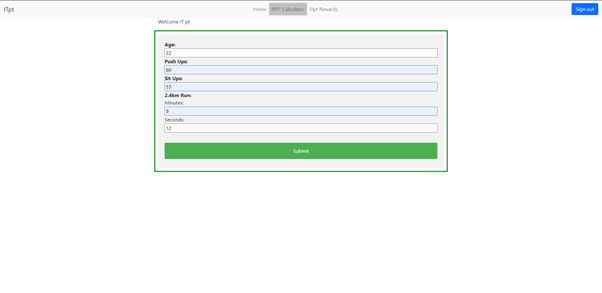 ITpt
Home IPPT Calculator ITpt Rewards
Sign out
Welcome IT pt
Age:
22
Push Ups:
60
Sit Ups:
53
2.4km Run:
Minutes:
9
Seconds:
12
Submit